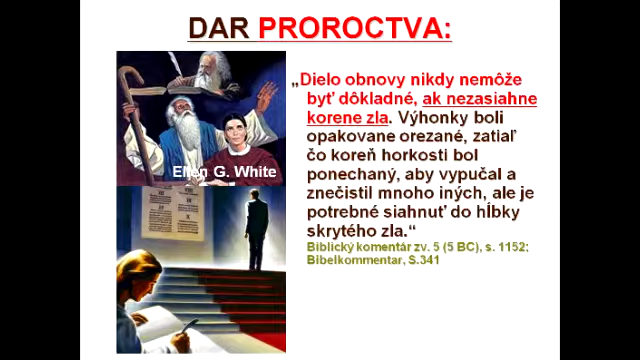 DAR PROROCTVA:
„Dielo obnovy nikdy nemôže
byť dôkladné, ak nezasiahne
korene zla. Výhonky boli
opakovane orezané, zatiaľ
čo koreň horkosti bol
ponechaný, aby vypučal a
znečistil mnoho iných, ale je
potrebné siahnuť do hĺbky
skrytého zla.“
Biblický komentár zv. 5 (5 BC), s. 1152;
Bibelkommentar, S.341
Ellen G. White